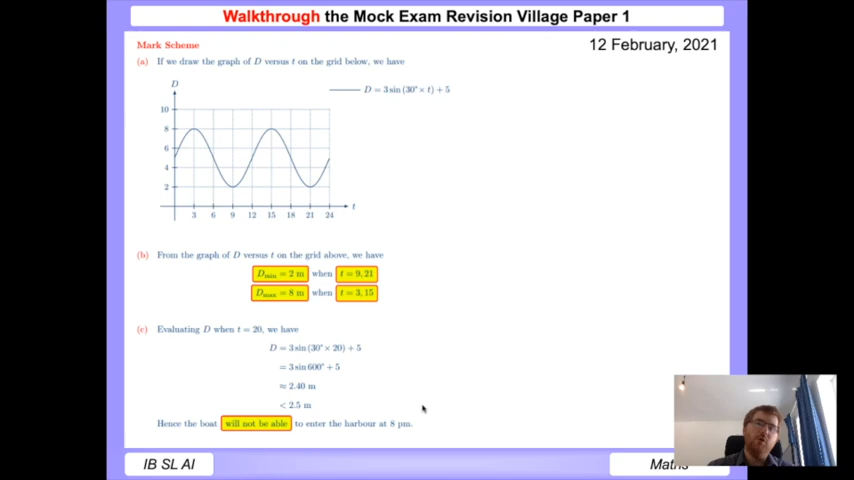 Walkthrough the Mock Exam Revision Village Paper 1
12 February, 2021
Mark Scheme
(a) If we draw the graph of D versus t on the grid below, we have
D
D = 3 sin (30° × t) + 5
10
8
6
4
2
3 6 9 12 15 18 21 24
t
(b) From the graph of D versus t on the grid above, we have
Dmin = 2 m when t = 9, 21
Dmax = 8 m when t = 3, 15
(c) Evaluating D when t = 20, we have
D = 3 sin (30° × 20) + 5
= 3 sin 600° + 5
≈ 2.40 m
< 2.5 m
Hence the boat will not be able to enter the harbour at 8 pm.
IB SL AI
Maths